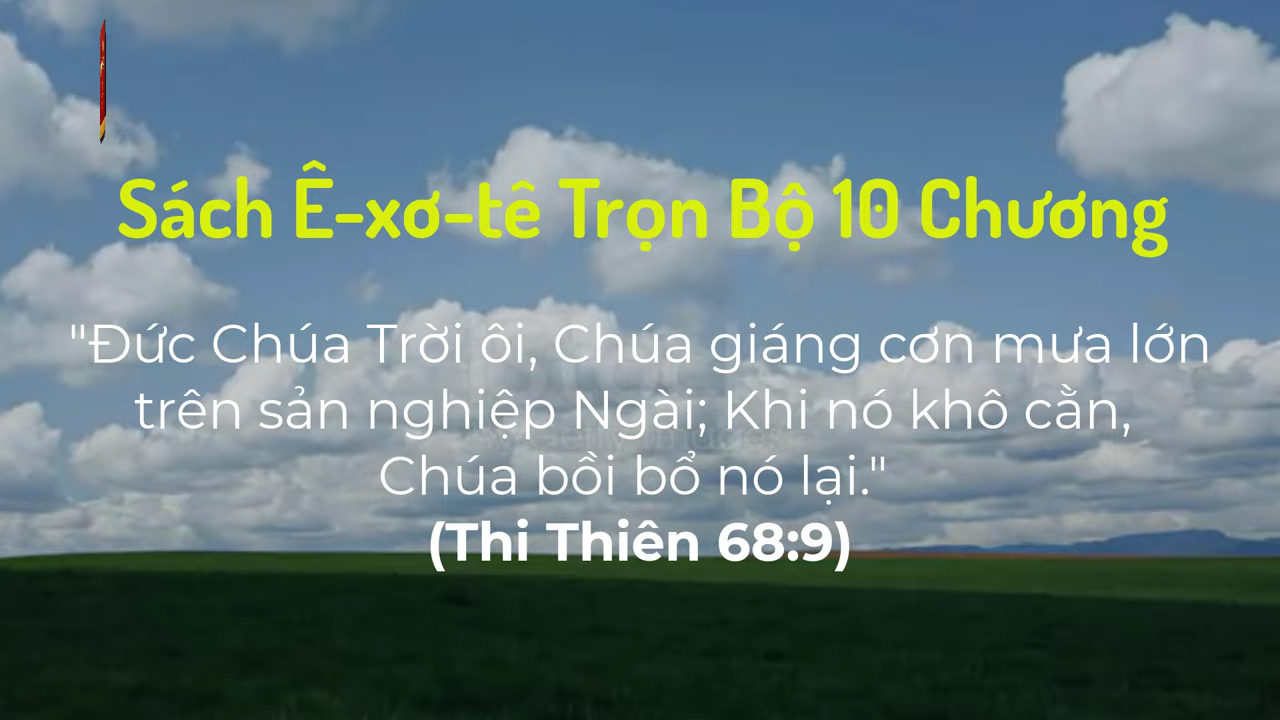 Sách Ê-xơ-tê Trọn Bộ 10 Chương
"Đức Chúa Trời ôi, Chúa giáng cơn mưa lớn
trên sản nghiệp Ngài; Khi nó khô cằn,
Chúa bồi bổ nó lại."
(Thi Thiên 68:9)